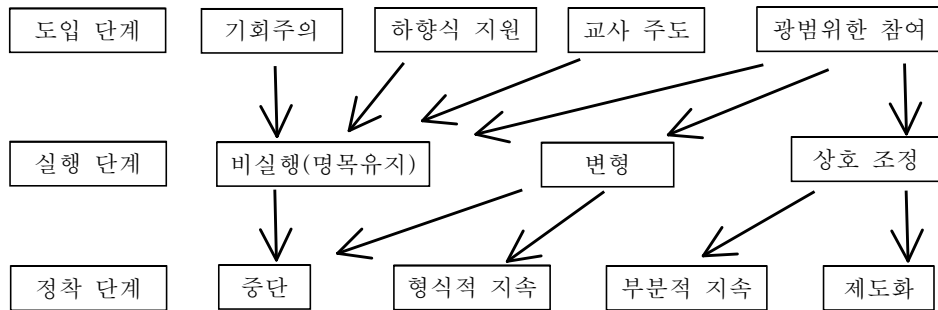 도입 단계 기회주의 하향식 지원 교사 주도 광범위한 참여
실행 단계 비실행(명목유지) 변형 상호 조정
정착 단계 중단 형식적 지속 부분적 지속 제도화